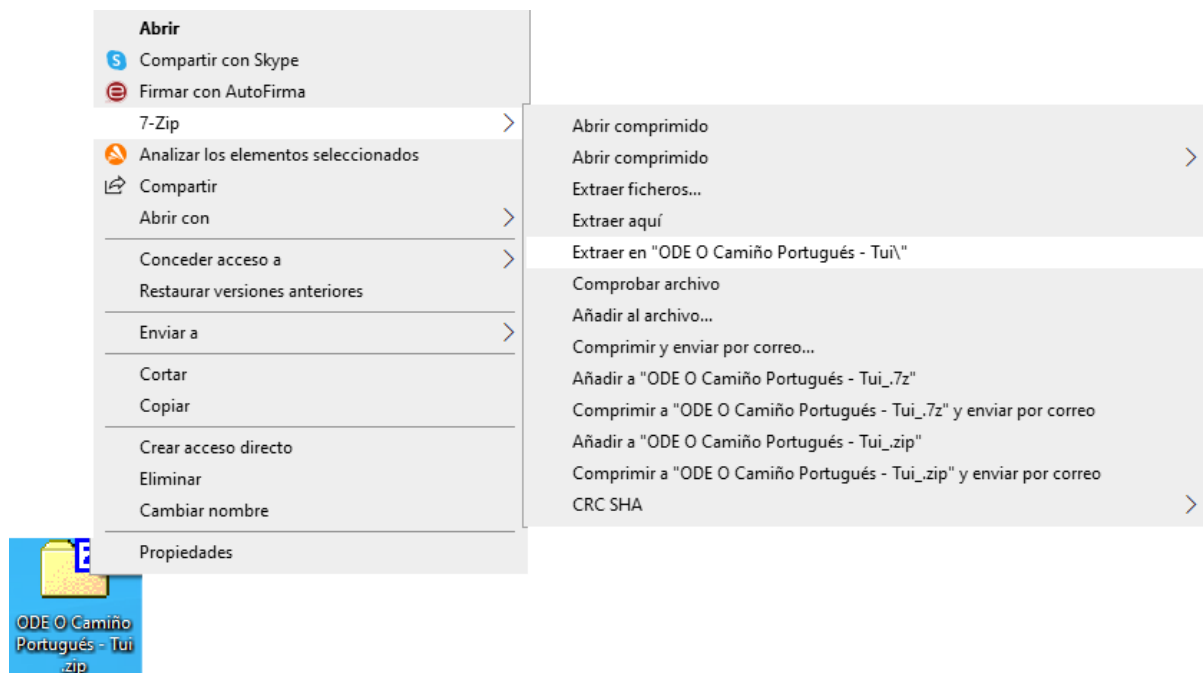 Abrir
Compartir con Skype
Firmar con AutoFirma
7-Zip
Analizar los elementos seleccionados
Compartir
Abrir con
Conceder acceso a
Restaurar versiones anteriores
Enviar a
Cortar
Copiar
Crear acceso directo
Eliminar
Cambiar nombre
Propiedades
Abrir comprimido
Abrir comprimido
Extraer ficheros...
Extraer aquí
Extraer en "ODE O Camiño Portugués - Tui\"
Comprobar archivo
Añadir al archivo...
Comprimir y enviar por correo...
Añadir a "ODE O Camiño Portugués - Tui_.7z"
Comprimir a "ODE O Camiño Portugués - Tui_.7z" y enviar por correo
Añadir a "ODE O Camiño Portugués - Tui_.zip"
Comprimir a "ODE O Camiño Portugués - Tui_.zip" y enviar por correo
CRC SHA
ODE O Camiño
Portugués - Tui
.zip